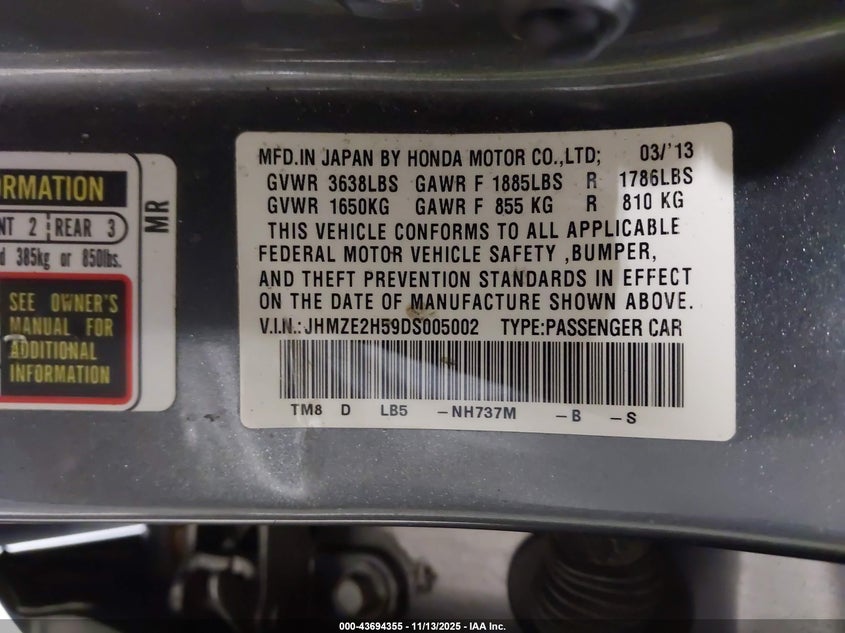 RMATION
NT 2 REAR 3
d 385kg or 850lbs.
SEE OWNER'S
MANUAL FOR
ADDITIONAL
INFORMATION
MR
MFD.IN JAPAN BY HONDA MOTOR CO.,LTD; 03/'13
GVWR 3638LBS GAWR F 1885LBS R 1786LBS
GVWR 1650KG GAWR F 855 KG R 810 KG
THIS VEHICLE CONFORMS TO ALL APPLICABLE
FEDERAL MOTOR VEHICLE SAFETY ,BUMPER,
AND THEFT PREVENTION STANDARDS IN EFFECT
ON THE DATE OF MANUFACTURE SHOWN ABOVE.
V.I.N.:JHMZE2H59DS005002 TYPE:PASSENGER CAR
TM8 D LB5 -NH737M -B -S
000-43694355 - 11/13/2025 - IAA Inc.